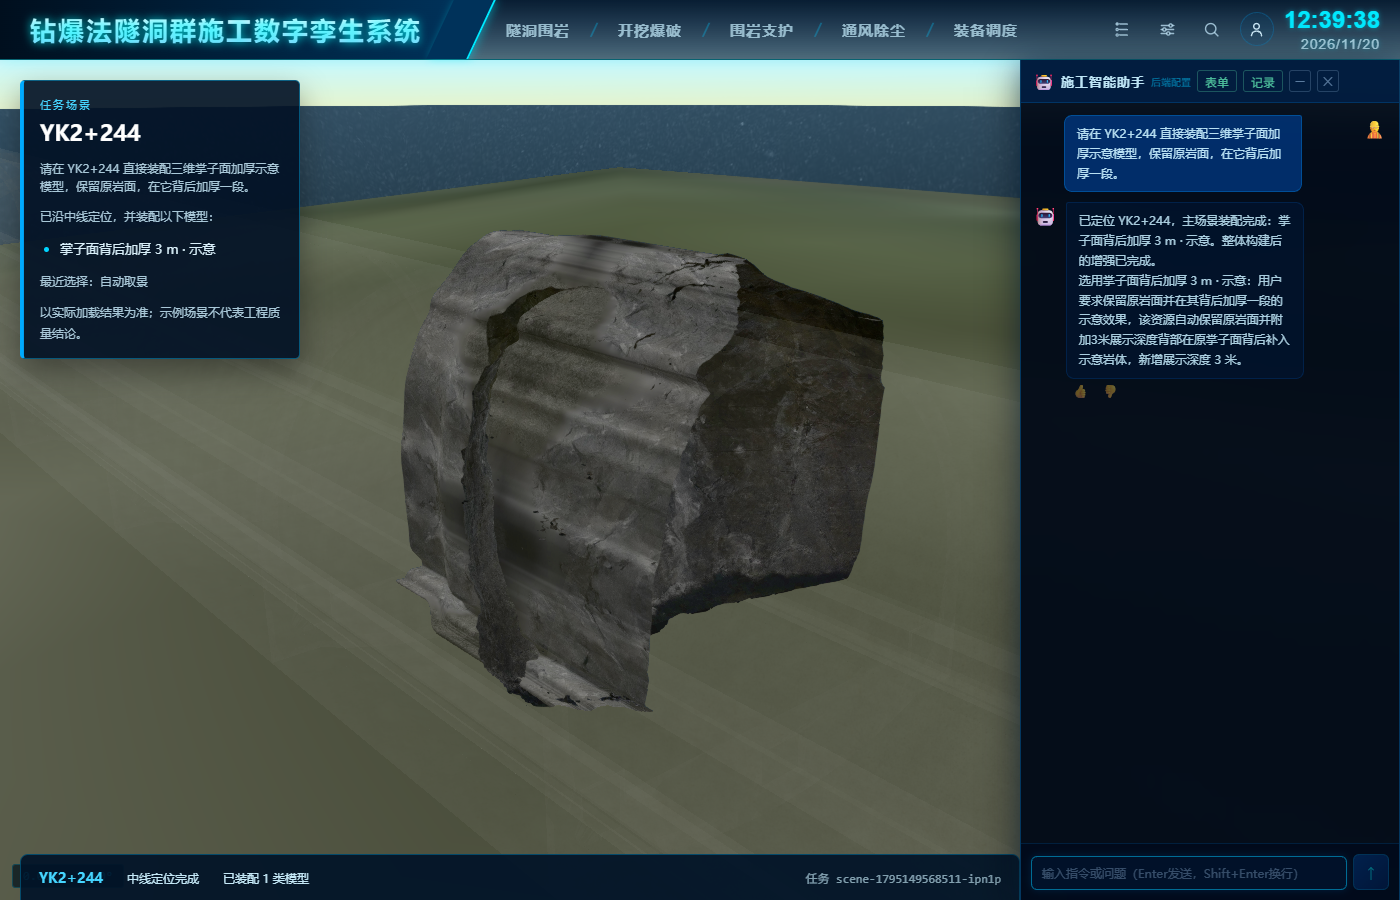 钻爆法隧洞群施工数字孪生系统
隧洞围岩 / 开挖爆破 / 围岩支护 / 通风除尘 / 装备调度
12:39:38
2026/11/20
任务场景
YK2+244
请在 YK2+244 直接装配三维掌子面加厚示意
模型，保留原岩面，在它背后加厚一段。
已沿中线定位，并装配以下模型：
掌子面背后加厚 3 m · 示意
最近选择：自动取景
以实际加载结果为准；示例场景不代表工程质
量结论。
施工智能助手 后端配置 表单 记录
请在 YK2+244 直接装配三维掌子面加
厚示意模型，保留原岩面，在它背后加
厚一段。
已定位 YK2+244，主场景装配完成：掌
子面背后加厚 3 m · 示意。整体构建后
的增强已完成。
选用掌子面背后加厚 3 m · 示意：用户
要求保留原岩面并在其背后加厚一段的
示意效果，该资源自动保留原岩面并附
加3米展示深度背部在原掌子面背后补入
示意岩体，新增展示深度 3 米。
YK2+244 中线定位完成 已装配 1 类模型
任务 scene-1795149568511-ipn1p
输入指令或问题（Enter发送，Shift+Enter换行）